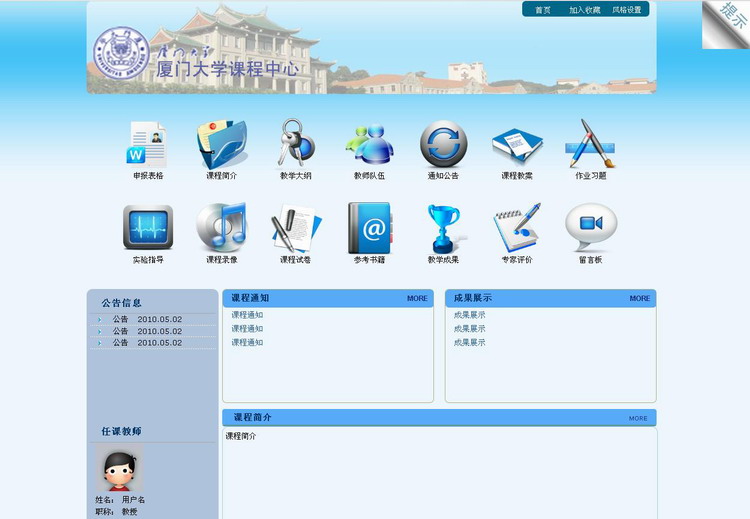 首页 加入收藏 风格设置
提示
厦门大学
厦门大学课程中心
W
申报表格 课程简介 教学大纲 教师队伍 通知公告 课程教案 作业习题
@
实验指导 课程录像 课程试卷 参考书籍 教学成果 专家评价 留言板
公告信息
公告 2010.05.02
公告 2010.05.02
公告 2010.05.02
课程通知 MORE
课程通知
课程通知
课程通知
成果展示 MORE
成果展示
成果展示
成果展示
任课教师
姓名: 用户名
职称: 教授
课程简介 MORE
课程简介